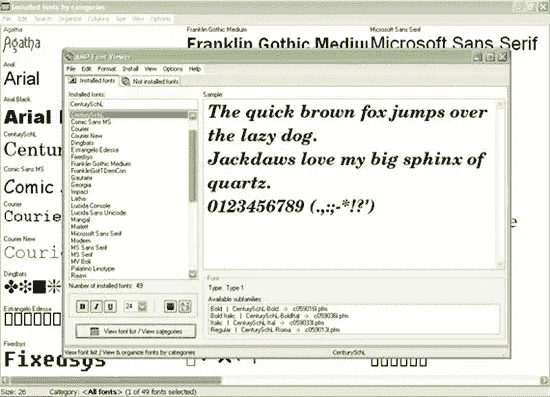 Installed fonts by categories
File Edit Search Organize Columns Size View Options
Agatha
Agatha
Franklin Gothic Medium
Franklin Gothic Mediu
Microsoft Sans Serif
Microsoft Sans Serif
Arial
Arial
Arial Black
Arial Bl
CenturySchL
Centur
Comic Sans MS
Comic
Courier
Courie
Courier New
Courie
Dingbats
Estrangelo Edessa
Fixedsys
Fixedsys
AMP Font Viewer
File Edit Format Install View Options Help
Installed fonts Not installed fonts
Installed fonts:
CenturySchL
CenturySchL
Comic Sans MS
Courier
Courier New
Dingbats
Estrangelo Edessa
Fixedsys
Franklin Gothic Medium
FranklinGotTDemCon
Gautami
Georgia
Impact
Latha
Lucida Console
Lucida Sans Unicode
Mangal
Marlett
Microsoft Sans Serif
Modern
MS Sans Serif
MS Serif
MV Boli
Palatino Linotype
Raavi
Number of installed fonts: 49
B I U 24
View font list / View categories
Sample:
The quick brown fox jumps over
the lazy dog.
Jackdaws love my big sphinx of
quartz.
0123456789 (.,:;-*!?')
Font
Type: Type 1
Available subfamilies:
Bold | CenturySchL-Bold -> c059016l.pfm
Bold Italic | CenturySchL-BoldItal -> c059036l.pfm
Italic | CenturySchL-Ital -> c059033l.pfm
Regular | CenturySchL-Roma -> c059013l.pfm
View font list / View & organize fonts by categories CenturySchL
Size: 26 Category: <All fonts> (1 of 49 fonts selected)